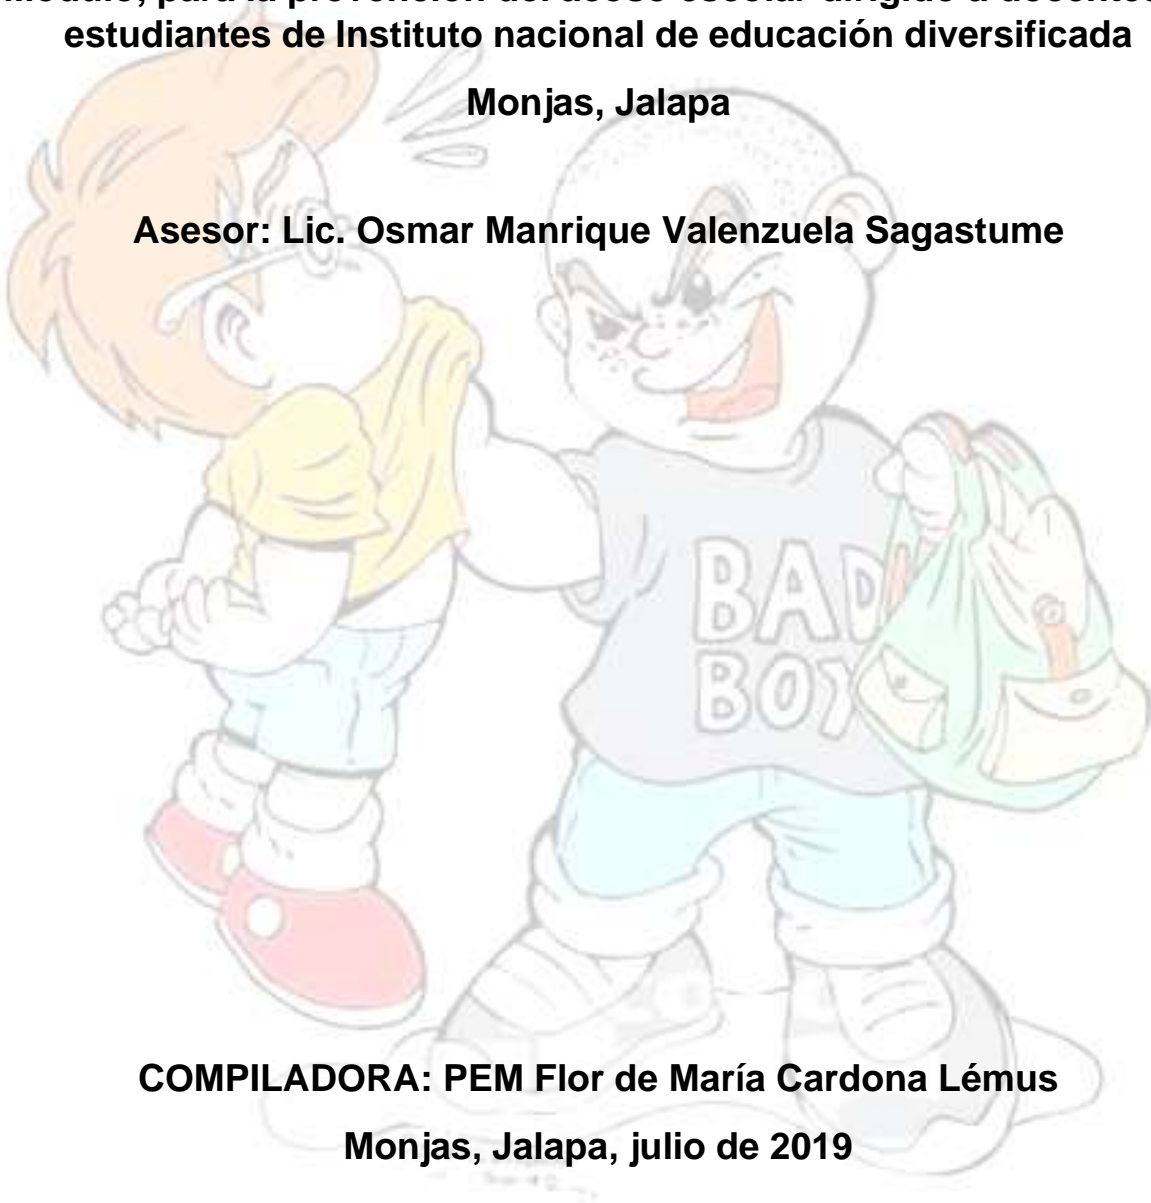 para la prevención del acoso escolar dirigido a docentes
estudiantes de Instituto nacional de educación diversificada
Monjas, Jalapa
Asesor: Lic. Osmar Manrique Valenzuela Sagastume
BAD
BOY
COMPILADORA: PEM Flor de María Cardona Lémus
Monjas, Jalapa, julio de 2019